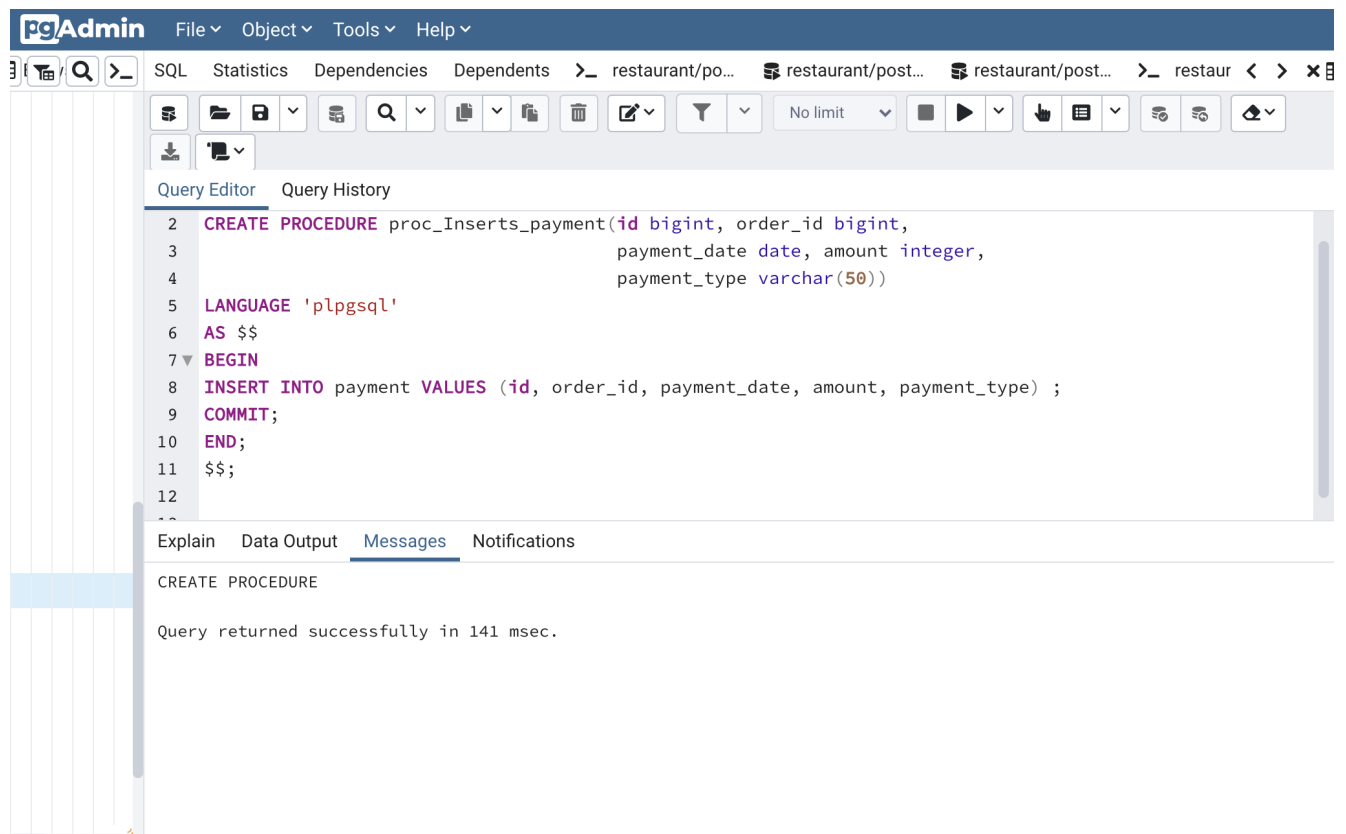 pgAdmin File Object Tools Help
SQL Statistics Dependencies Dependents restaurant/po... restaurant/post... restaurant/post... restaur
No limit
Query Editor Query History
2 CREATE PROCEDURE proc_Inserts_payment(id bigint, order_id bigint,
3 payment_date date, amount integer,
4 payment_type varchar(50))
5 LANGUAGE 'plpgsql'
6 AS $$
7 BEGIN
8 INSERT INTO payment VALUES (id, order_id, payment_date, amount, payment_type) ;
9 COMMIT;
10 END;
11 $$;
12
Explain Data Output Messages Notifications
CREATE PROCEDURE
Query returned successfully in 141 msec.